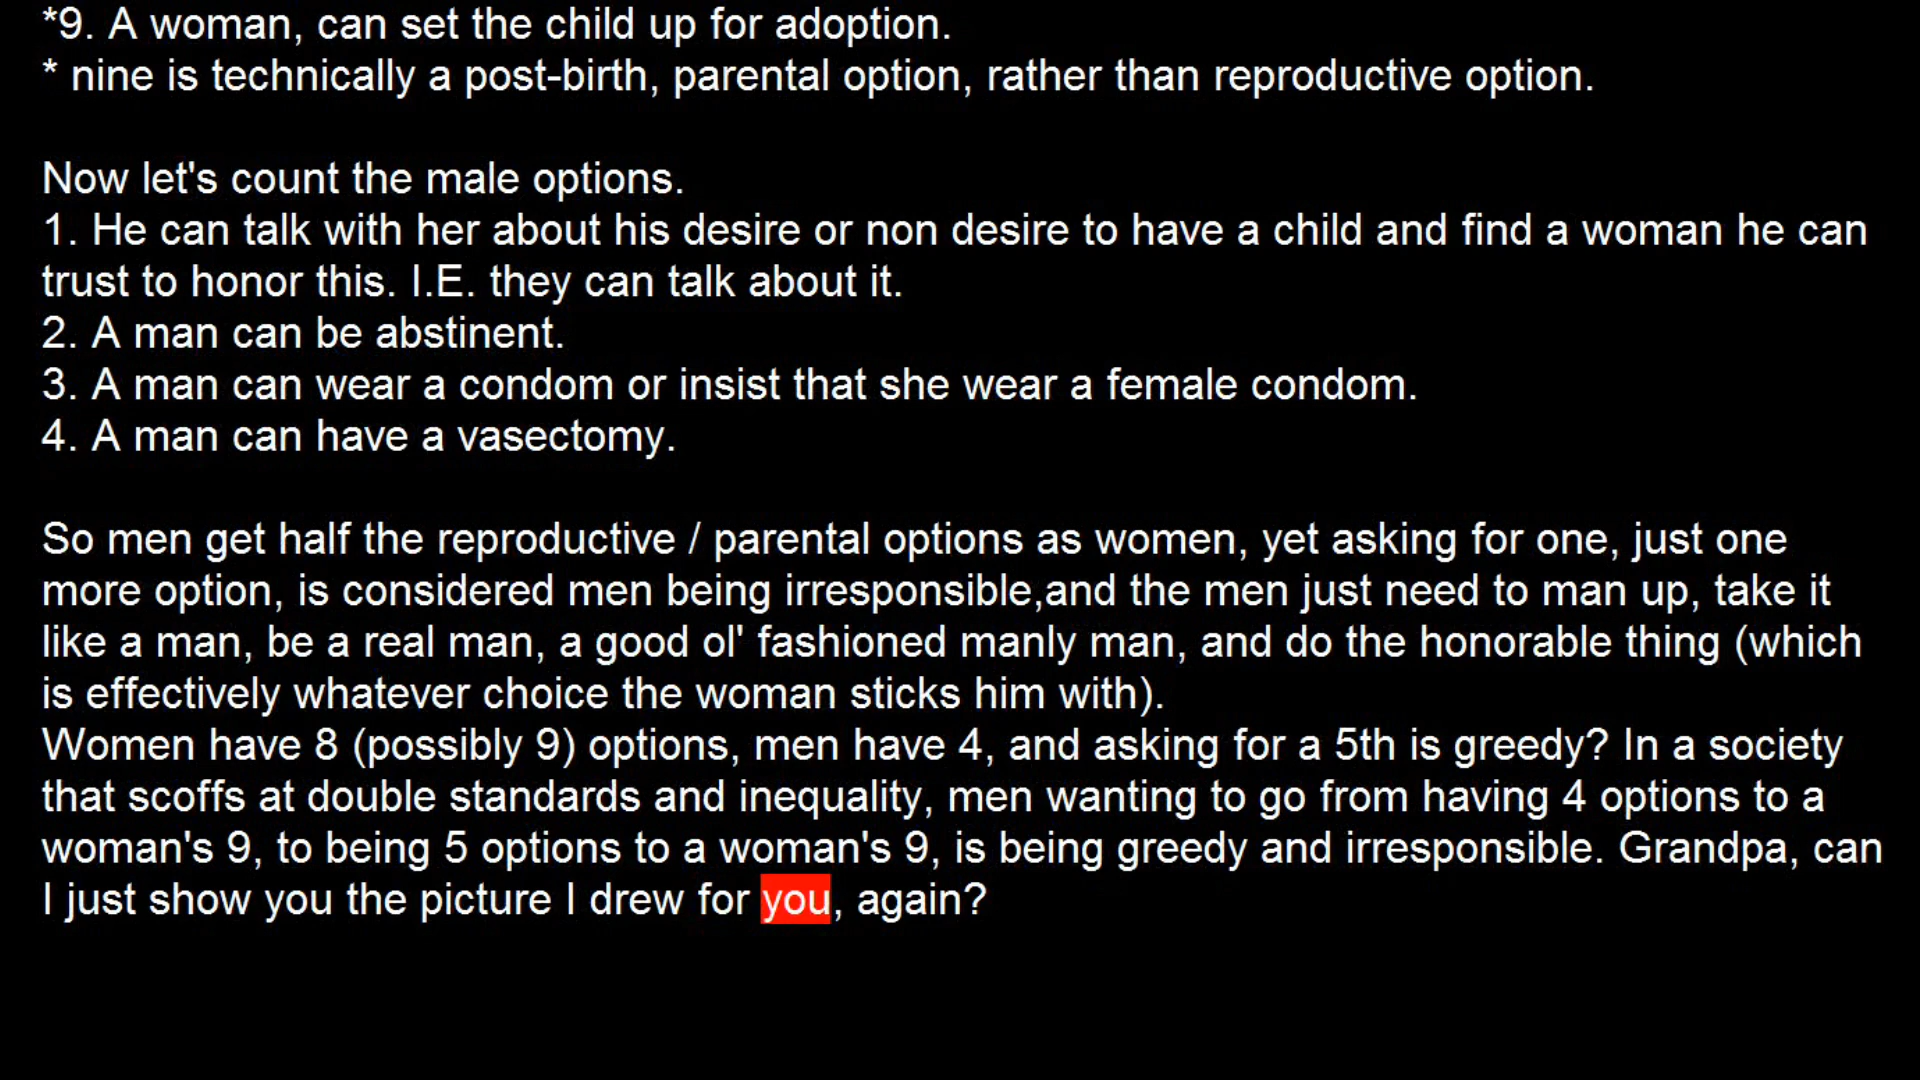 *9. A woman, can set the child up for adoption.
* nine is technically a post-birth, parental option, rather than reproductive option.
Now let's count the male options.
1. He can talk with her about his desire or non desire to have a child and find a woman he can
trust to honor this. I.E. they can talk about it.
2. A man can be abstinent.
3. A man can wear a condom or insist that she wear a female condom.
4. A man can have a vasectomy.
So men get half the reproductive / parental options as women, yet asking for one, just one
more option, is considered men being irresponsible,and the men just need to man up, take it
like a man, be a real man, a good ol' fashioned manly man, and do the honorable thing (which
is effectively whatever choice the woman sticks him with).
Women have 8 (possibly 9) options, men have 4, and asking for a 5th is greedy? In a society
that scoffs at double standards and inequality, men wanting to go from having 4 options to a
woman's 9, to being 5 options to a woman's 9, is being greedy and irresponsible. Grandpa, can
I just show you the picture I drew for you, again?